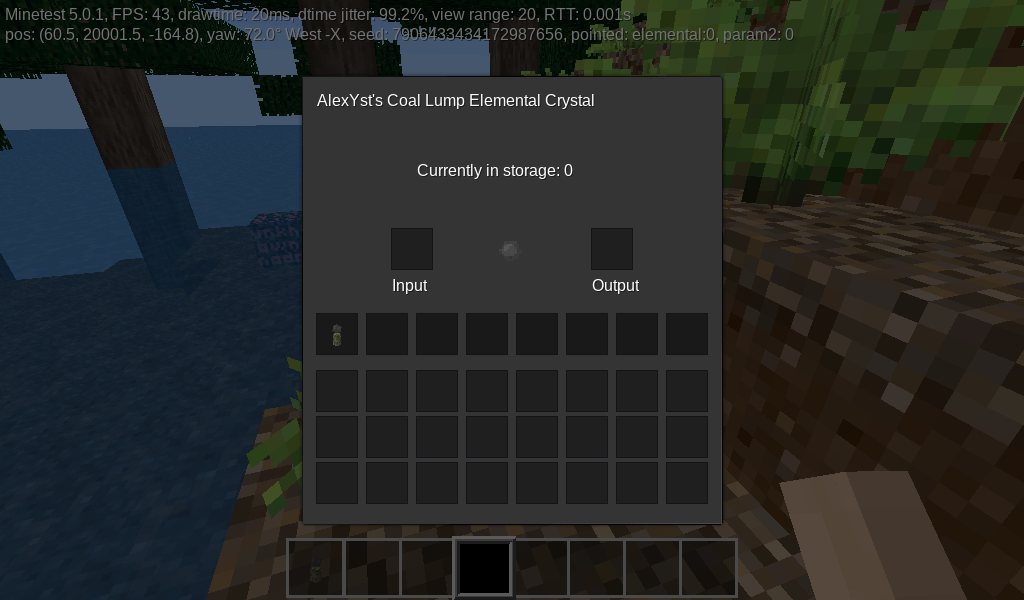 Minetest 5.0.1, FPS: 43, drawtime: 20ms, dtime jitter: 99.2%, view range: 20, RTT: 0.001s
pos: (60.5, 20001.5, -164.8), yaw: 72.0° West -X, seed: 7906433434172987656, pointed: elemental:0, param2: 0
AlexYst's Coal Lump Elemental Crystal
Currently in storage: 0
Input
Output